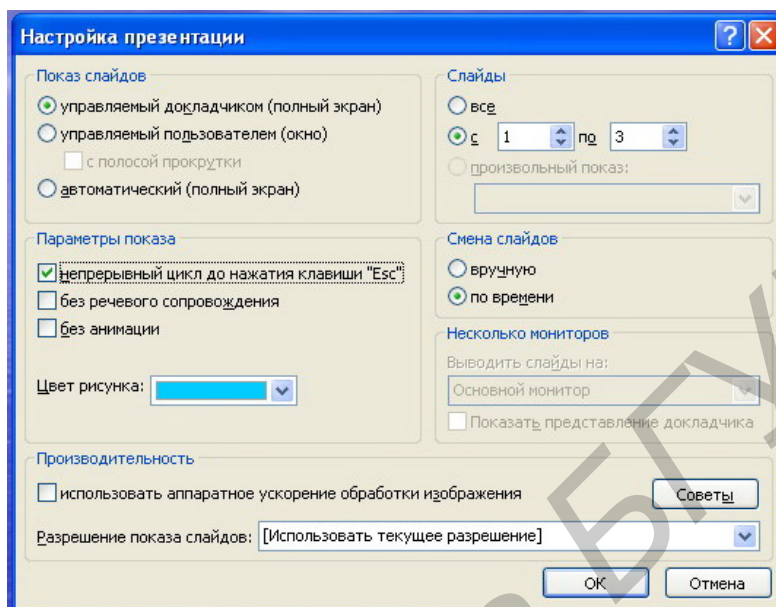 Настройка презентации
Показ слайдов
управляемый докладчиком (полный экран)
управляемый пользователем (окно)
с полосой прокрутки
автоматический (полный экран)
Слайды
все
с 1 по 3
произвольный показ:
Параметры показа
непрерывный цикл до нажатия клавиши "Esc"
без речевого сопровождения
без анимации
Цвет рисунка:
Смена слайдов
вручную
по времени
Несколько мониторов
Выводить слайды на:
Основной монитор
Показать представление докладчика
Производительность
использовать аппаратное ускорение обработки изображения
Советы
Разрешение показа слайдов: [Использовать текущее разрешение]
ОК
Отмена